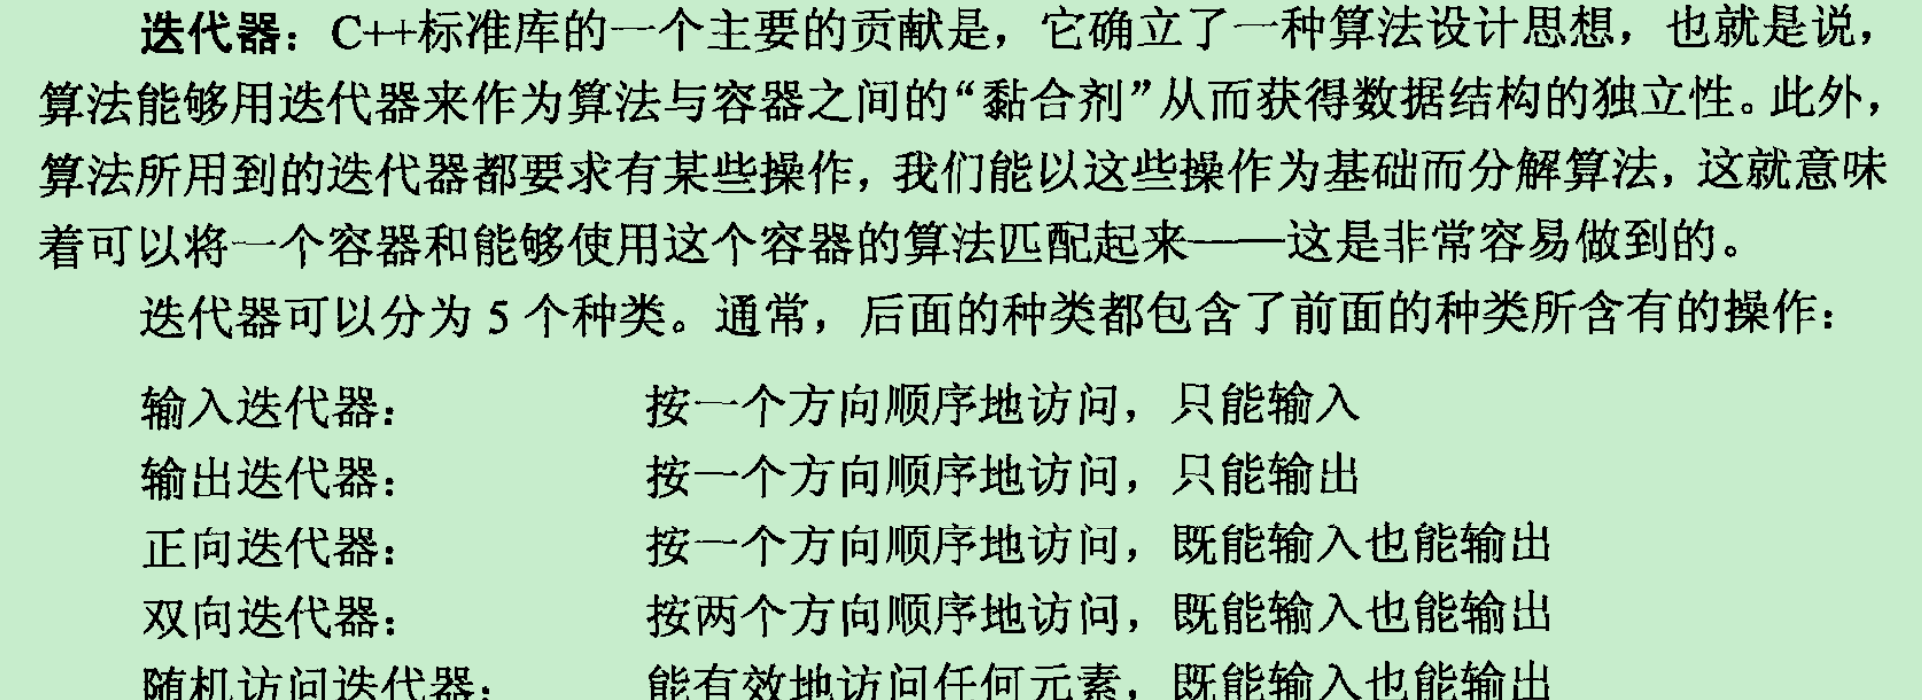 迭代器：C++标准库的一个主要的贡献是，它确立了一种算法设计思想，也就是说，
算法能够用迭代器来作为算法与容器之间的“黏合剂”从而获得数据结构的独立性。此外，
算法所用到的迭代器都要求有某些操作，我们能以这些操作为基础而分解算法，这就意味
着可以将一个容器和能够使用这个容器的算法匹配起来——这是非常容易做到的。
迭代器可以分为 5 个种类。通常，后面的种类都包含了前面的种类所含有的操作：
输入迭代器： 按一个方向顺序地访问，只能输入
输出迭代器： 按一个方向顺序地访问，只能输出
正向迭代器： 按一个方向顺序地访问，既能输入也能输出
双向迭代器： 按两个方向顺序地访问，既能输入也能输出
随机访问迭代器： 能有效地访问任何元素，既能输入也能输出